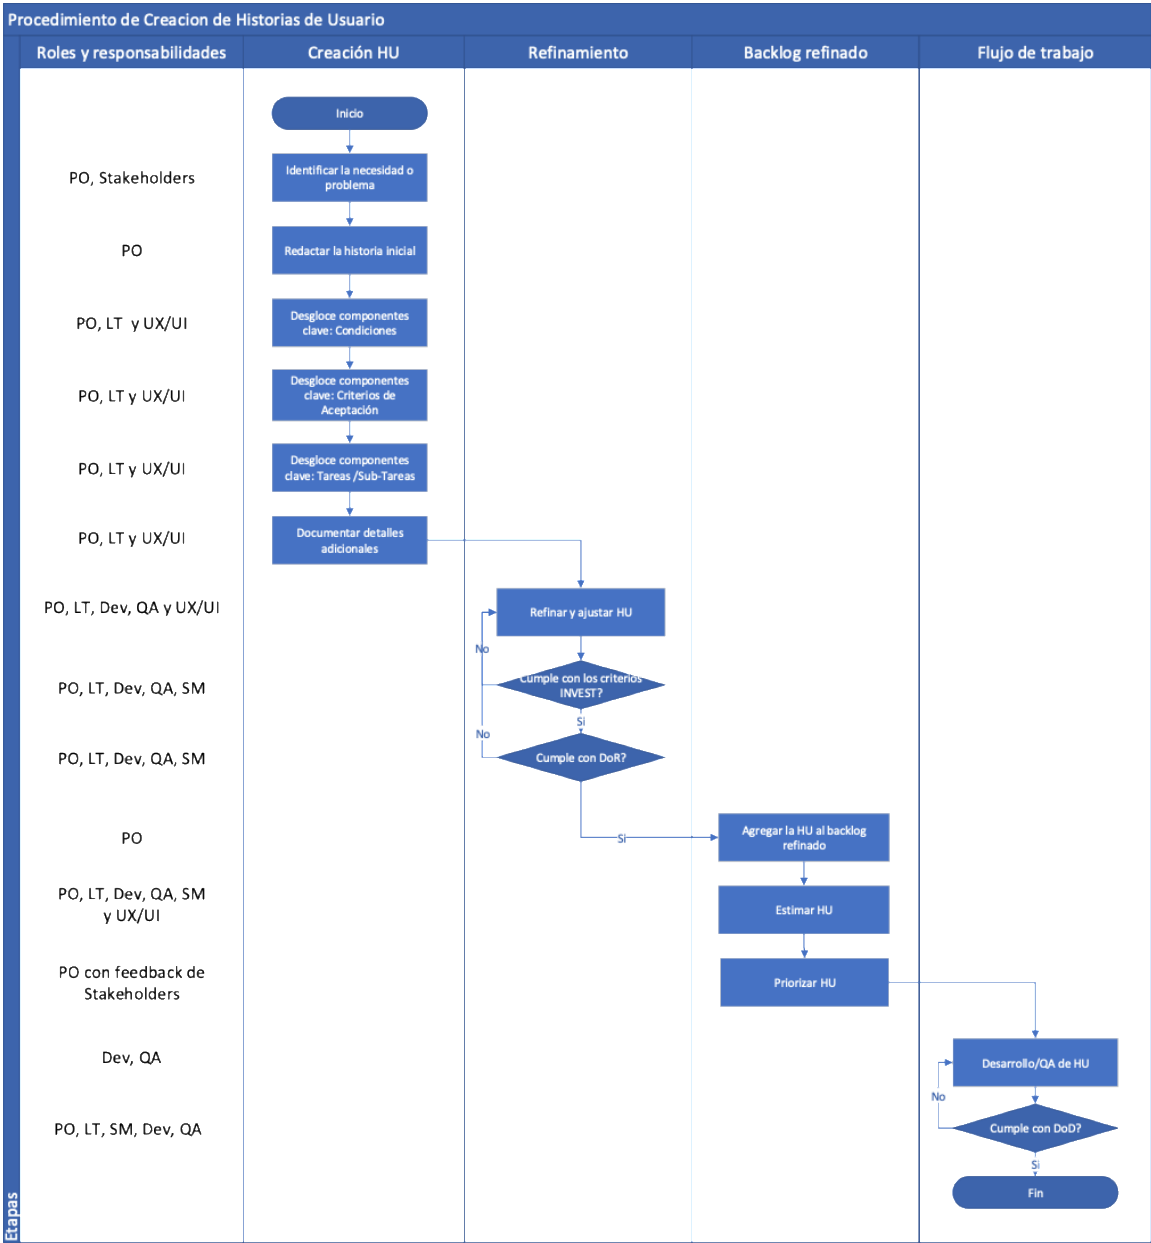 Procedimiento de Creacion de Historias de Usuario
Roles y responsabilidades
Creación HU
Refinamiento
Backlog refinado
Flujo de trabajo
Inicio
PO, Stakeholders
Identificar la necesidad o
problema
PO
Redactar la historia inicial
PO, LT y UX/UI
Desgloce componentes
clave: Condiciones
PO, LT y UX/UI
Desgloce componentes
clave: Criterios de
Aceptación
PO, LT y UX/UI
Desgloce componentes
clave: Tareas /Sub-Tareas
PO, LT y UX/UI
Documentar detalles
adicionales
PO, LT, Dev, QA y UX/UI
Refinar y ajustar HU
No
PO, LT, Dev, QA, SM
Cumple con los criterios
INVEST?
Si
No
PO, LT, Dev, QA, SM
Cumple con DoR?
Si
PO
Agregar la HU al backlog
refinado
PO, LT, Dev, QA, SM
y UX/UI
Estimar HU
PO con feedback de
Stakeholders
Priorizar HU
Dev, QA
Desarrollo/QA de HU
No
PO, LT, SM, Dev, QA
Cumple con DoD?
Si
Fin
Etapas